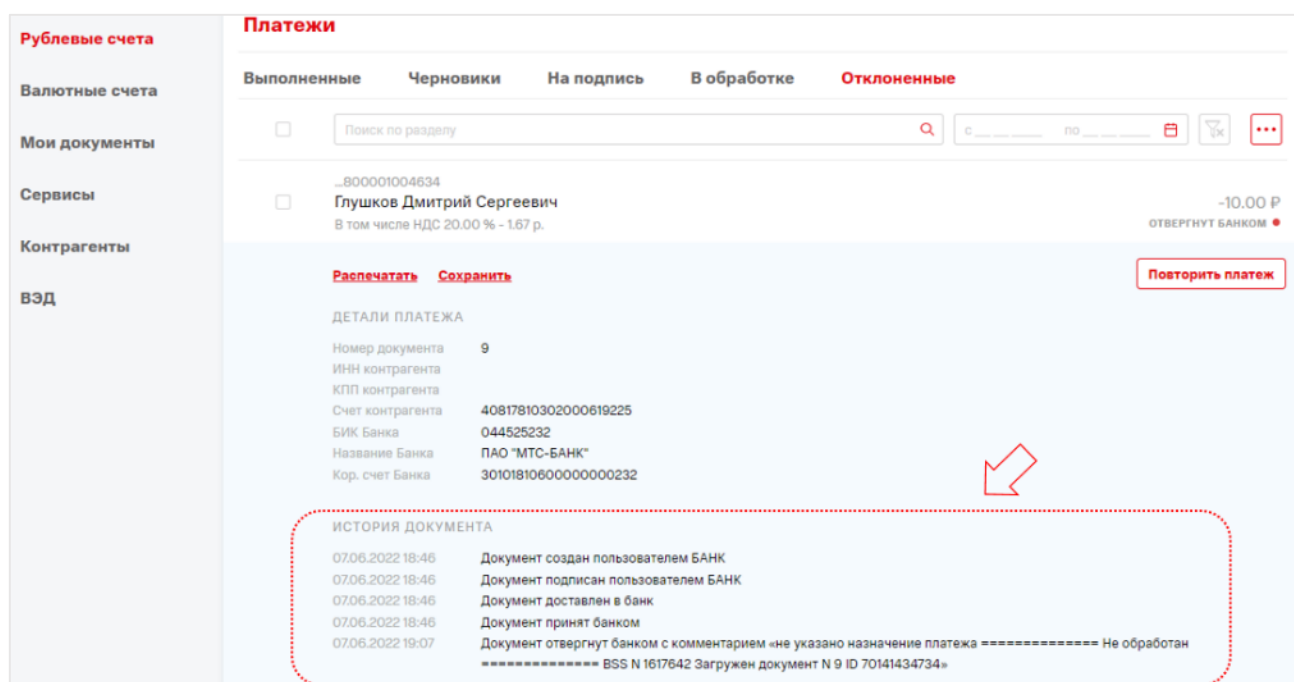 Платежи
Рублевые счета
Валютные счета
Мои документы
Сервисы
Контрагенты
ВЭД
Выполненные Черновики На подпись В обработке Отклоненные
Поиск по разделу с __ __ ____ по __ __ ____
...800001004634
Глушков Дмитрий Сергеевич -10.00 ₽
В том числе НДС 20.00 % - 1.67 р. ОТВЕРГНУТ БАНКОМ
Распечатать Сохранить Повторить платеж
ДЕТАЛИ ПЛАТЕЖА
Номер документа 9
ИНН контрагента
КПП контрагента
Счет контрагента 40817810302000619225
БИК Банка 044525232
Название Банка ПАО "МТС-БАНК"
Кор. счет Банка 30101810600000000232
ИСТОРИЯ ДОКУМЕНТА
07.06.2022 18:46 Документ создан пользователем БАНК
07.06.2022 18:46 Документ подписан пользователем БАНК
07.06.2022 18:46 Документ доставлен в банк
07.06.2022 18:46 Документ принят банком
07.06.2022 19:07 Документ отвергнут банком с комментарием «не указано назначение платежа ============== Не обработан
============== BSS N 1617642 Загружен документ N 9 ID 70141434734»